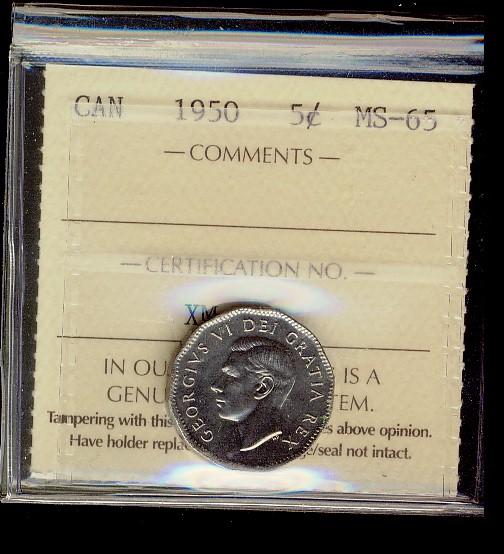 CAN 1950 5¢ MS-65
— COMMENTS —
— CERTIFICATION NO. —
XM
IN OU IS A
GENU TEM.
Tampering with this s above opinion.
Have holder repla e/seal not intact.
GEORGIVS VI DEI GRATIA REX